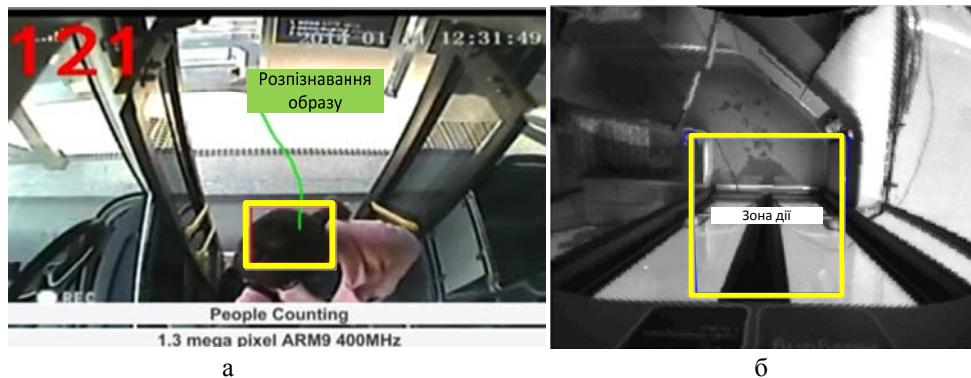 121
12:31:49
Розпізнавання
образу
REC
People Counting
1.3 mega pixel ARM9 400MHz
Зона дії
а
б